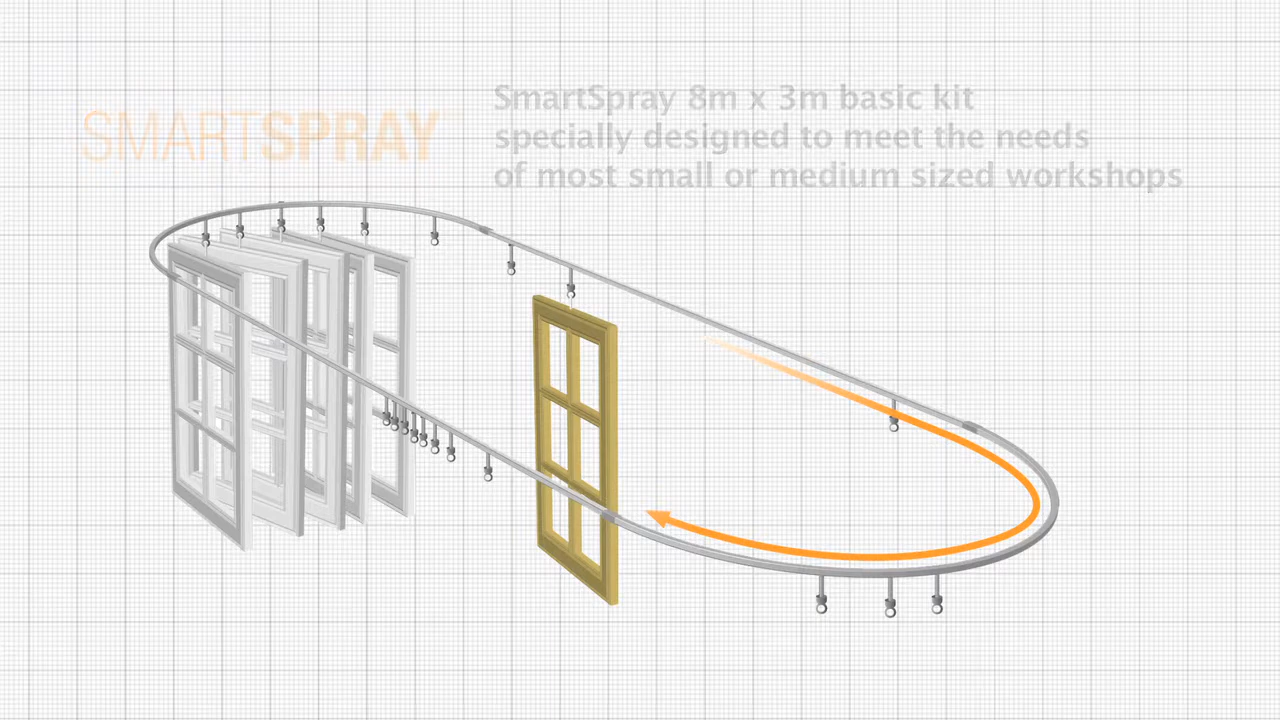 SMARTSPRAY
SmartSpray 8m x 3m basic kit
specially designed to meet the needs
of most small or medium sized workshops